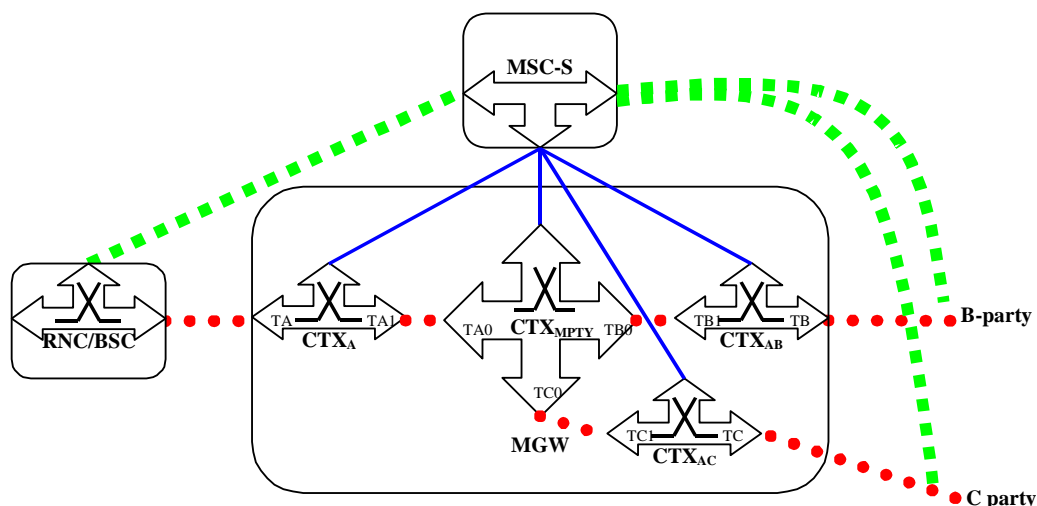 MSC-S
RNC/BSC
TA
TA1
CTXA
TA0
CTXMPTY
TB0
TC0
TB1
TB
CTXAB
B-party
MGW
TC1
TC
CTXAC
C party